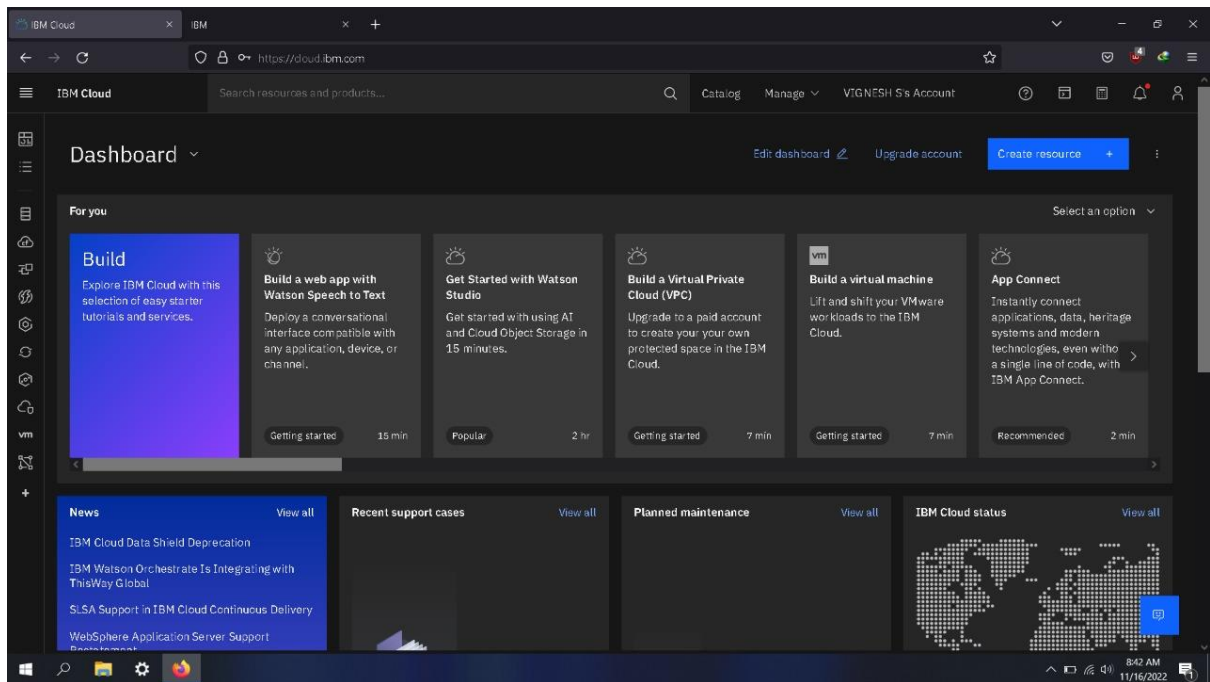 IBM Cloud
IBM
https://cloud.ibm.com
4
IBM Cloud
Search resources and products...
Catalog
Manage
VIGNESH S's Account
Dashboard
Edit dashboard
Upgrade account
Create resource +
For you
Select an option
Build
Explore IBM Cloud with this
selection of easy starter
tutorials and services.
Build a web app with
Watson Speech to Text
Deploy a conversational
interface compatible with
any application, device, or
channel.
Getting started 15 min
Get Started with Watson
Studio
Get started with using AI
and Cloud Object Storage in
15 minutes.
Popular 2 hr
Build a Virtual Private
Cloud (VPC)
Upgrade to a paid account
to create your your own
protected space in the IBM
Cloud.
Getting started 7 min
vm
Build a virtual machine
Lift and shift your VMware
workloads to the IBM
Cloud.
Getting started 7 min
App Connect
Instantly connect
applications, data, heritage
systems and modern
technologies, even witho
a single line of code, with
IBM App Connect.
Recommended 2 min
vm
News View all
IBM Cloud Data Shield Deprecation
IBM Watson Orchestrate Is Integrating with
ThisWay Global
SLSA Support in IBM Cloud Continuous Delivery
WebSphere Application Server Support
Recent support cases View all
Planned maintenance View all
IBM Cloud status View all
8:42 AM
11/16/2022
1